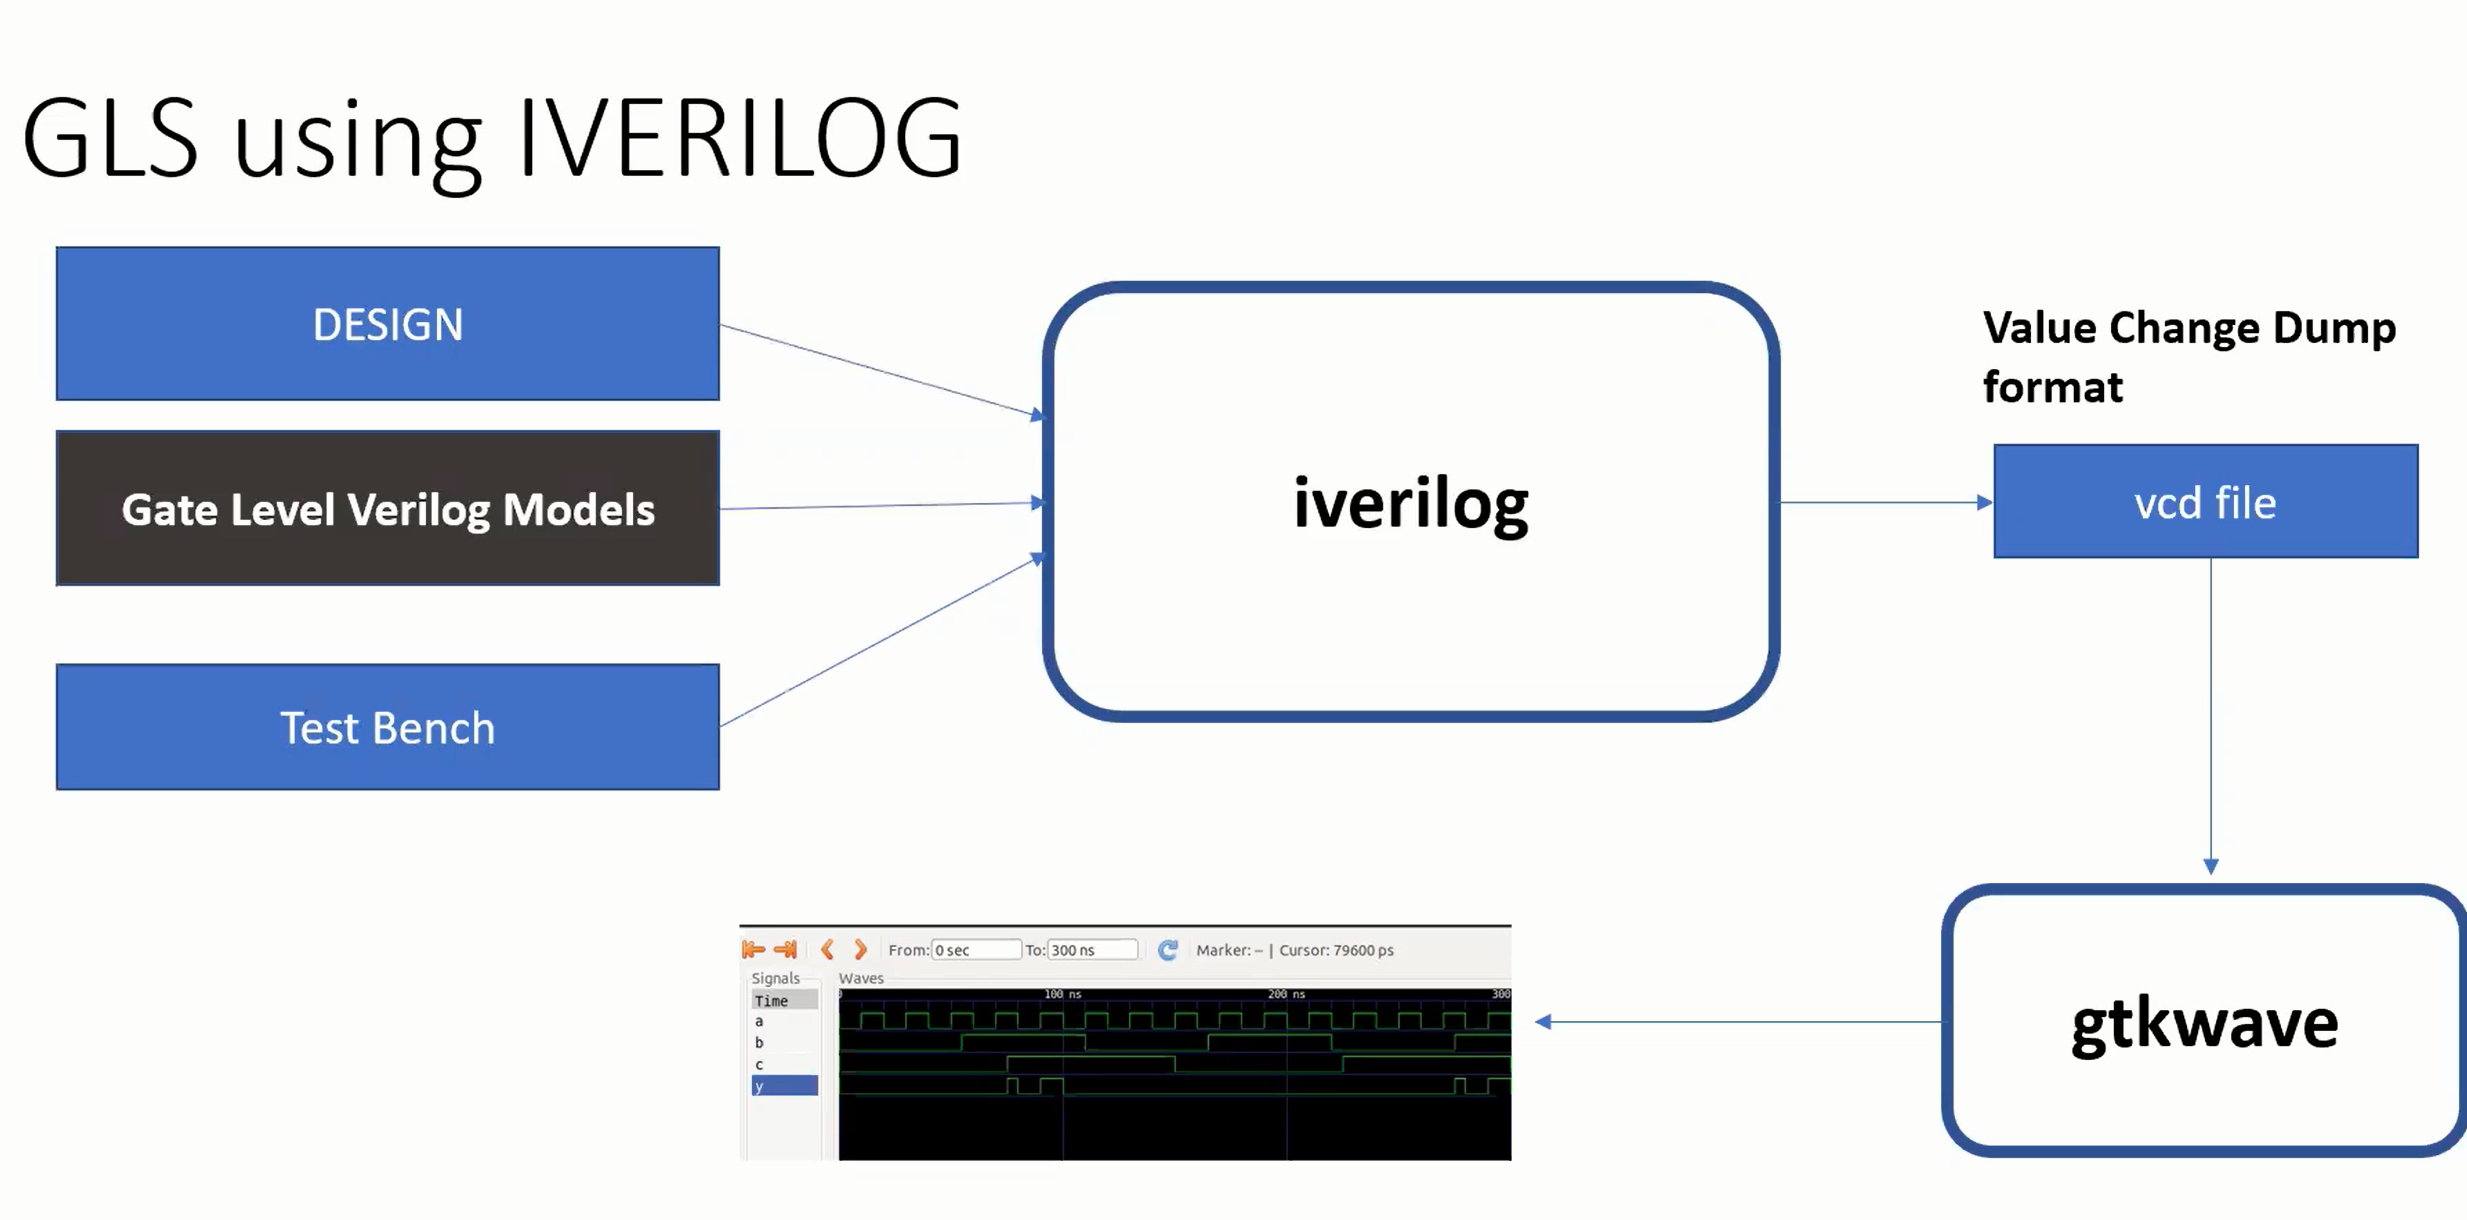 GLS using IVERILOG
DESIGN
Gate Level Verilog Models
Test Bench
iverilog
Value Change Dump
format
vcd file
gtkwave
From: 0 sec To: 300 ns Marker: -- | Cursor: 79600 ps
Signals Waves
Time 0 100 ns 200 ns 300
a
b
c
y